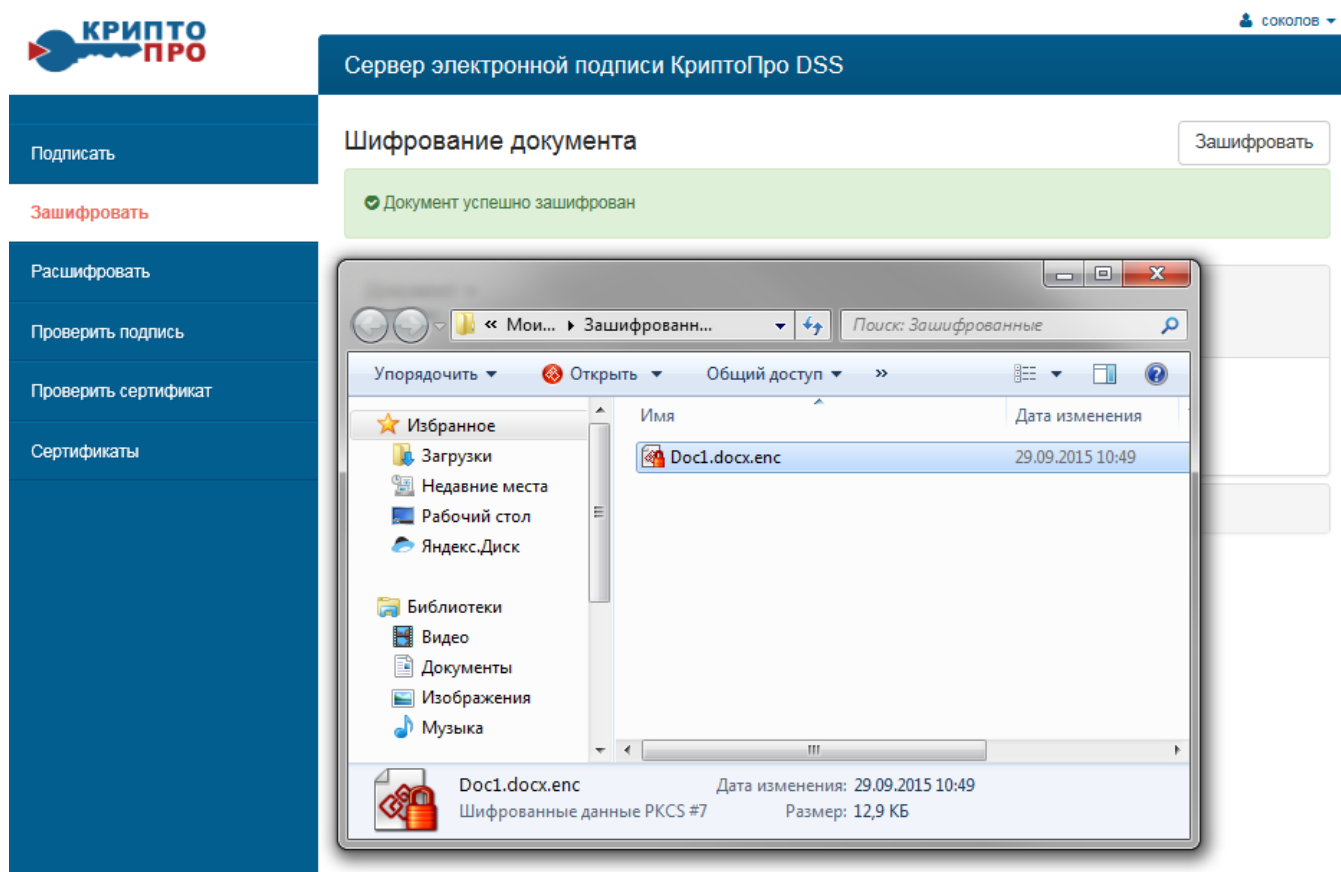 КРИПТО
ПРО
соколов
Сервер электронной подписи КриптоПро DSS
Подписать
Зашифровать
Расшифровать
Проверить подпись
Проверить сертификат
Сертификаты
Шифрование документа
Зашифровать
Документ успешно зашифрован
« Мои... Зашифрованн...
Поиск: Зашифрованные
Упорядочить Открыть Общий доступ »
Избранное
Загрузки
Недавние места
Рабочий стол
Яндекс.Диск
Библиотеки
Видео
Документы
Изображения
Музыка
Имя Дата изменения
Doc1.docx.enc 29.09.2015 10:49
Doc1.docx.enc Дата изменения: 29.09.2015 10:49
Шифрованные данные PKCS #7 Размер: 12,9 КБ